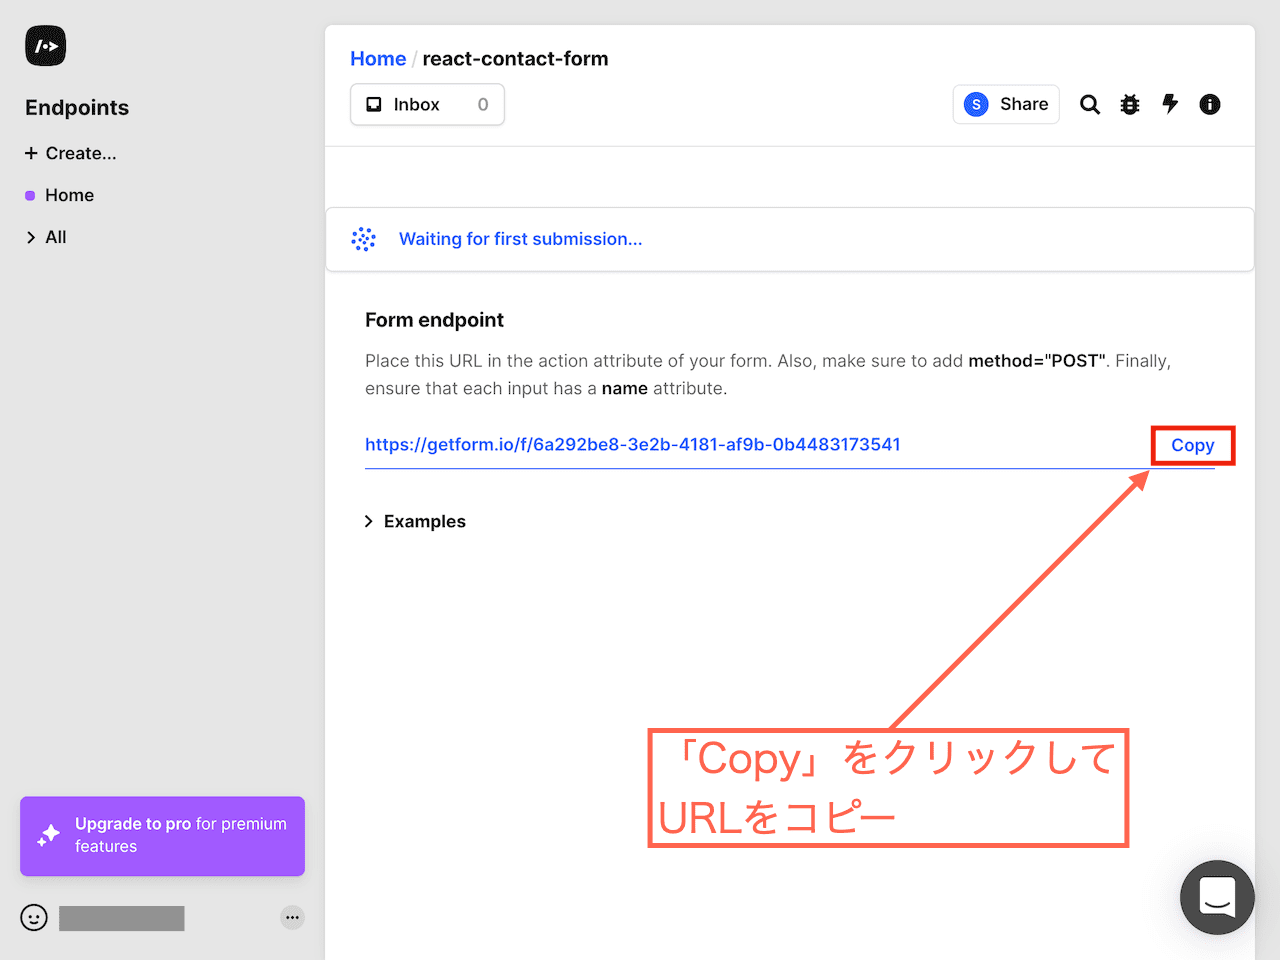 Endpoints
+ Create...
Home
All
Upgrade to pro for premium
features
Home / react-contact-form
Inbox 0
S Share
Waiting for first submission...
Form endpoint
Place this URL in the action attribute of your form. Also, make sure to add method="POST". Finally,
ensure that each input has a name attribute.
https://getform.io/f/6a292be8-3e2b-4181-af9b-0b4483173541
Copy
Examples
「Copy」をクリックして
URLをコピー